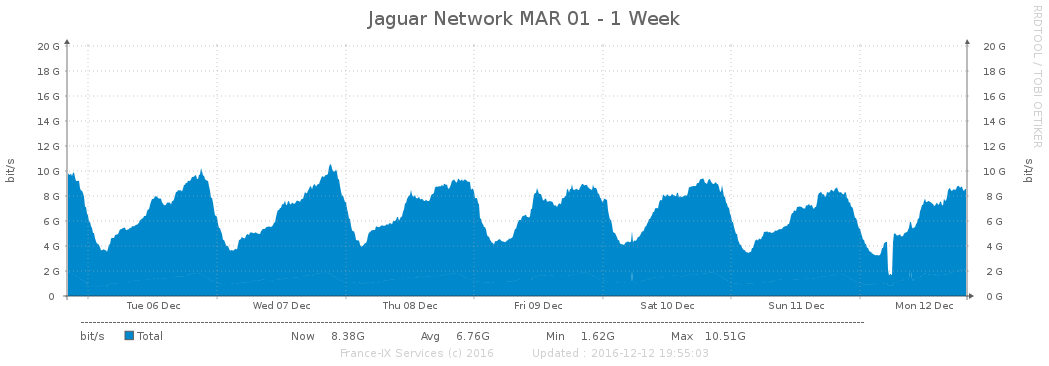 Jaguar Network MAR 01 - 1 Week
RRDTOOL / TOBI OETIKER
bit/s
20 G 20 G
18 G 18 G
16 G 16 G
14 G 14 G
12 G 12 G
10 G 10 G
8 G 8 G
6 G 6 G
4 G 4 G
2 G 2 G
0 0 G
bit/s
Tue 06 Dec Wed 07 Dec Thu 08 Dec Fri 09 Dec Sat 10 Dec Sun 11 Dec Mon 12 Dec
bit/s Total Now 8.38G Avg 6.76G Min 1.62G Max 10.51G
France-IX Services (c) 2016 Updated : 2016-12-12 19:55:03